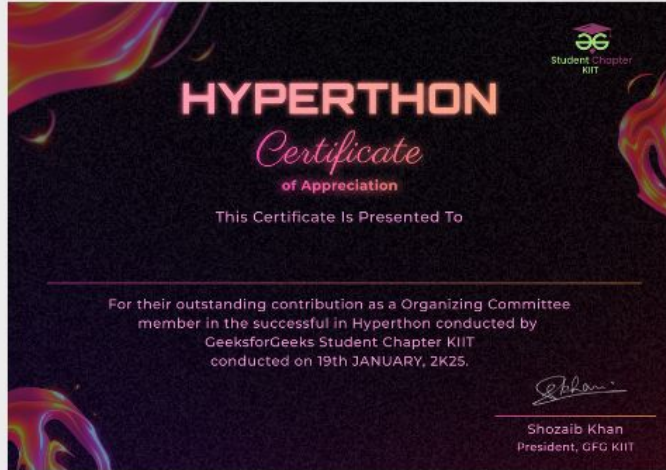 Student Chapter
KIIT
HYPERTHON
Certificate
of Appreciation
This Certificate Is Presented To
For their outstanding contribution as a Organizing Committee
member in the successful in Hyperthon conducted by
GeeksforGeeks Student Chapter KIIT
conducted on 19th JANUARY, 2K25.
Shozaib Khan
President, GFG KIIT